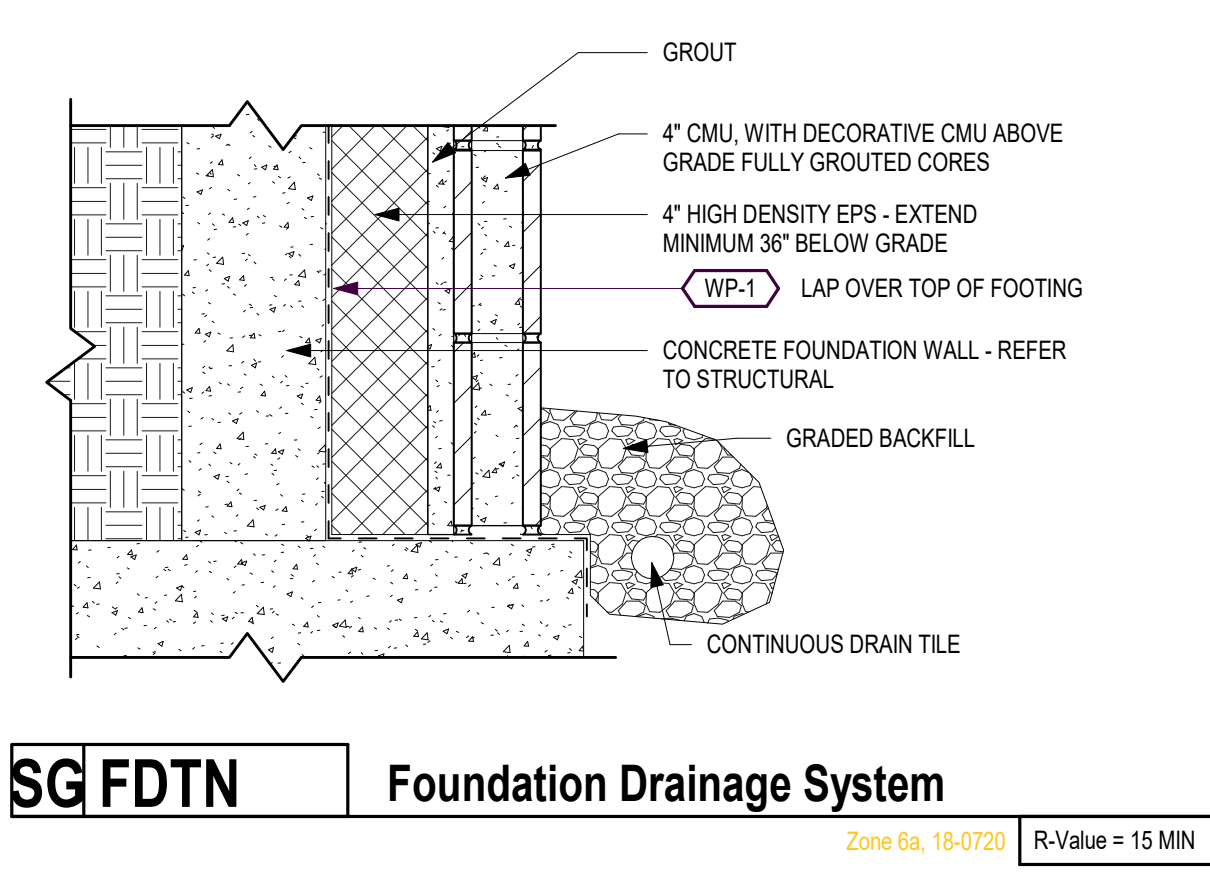 GROUT
4" CMU, WITH DECORATIVE CMU ABOVE
GRADE FULLY GROUTED CORES
4" HIGH DENSITY EPS - EXTEND
MINIMUM 36" BELOW GRADE
WP-1 LAP OVER TOP OF FOOTING
CONCRETE FOUNDATION WALL - REFER
TO STRUCTURAL
GRADED BACKFILL
CONTINUOUS DRAIN TILE
SG FDTN Foundation Drainage System
Zone 6a, 18-0720 R-Value = 15 MIN